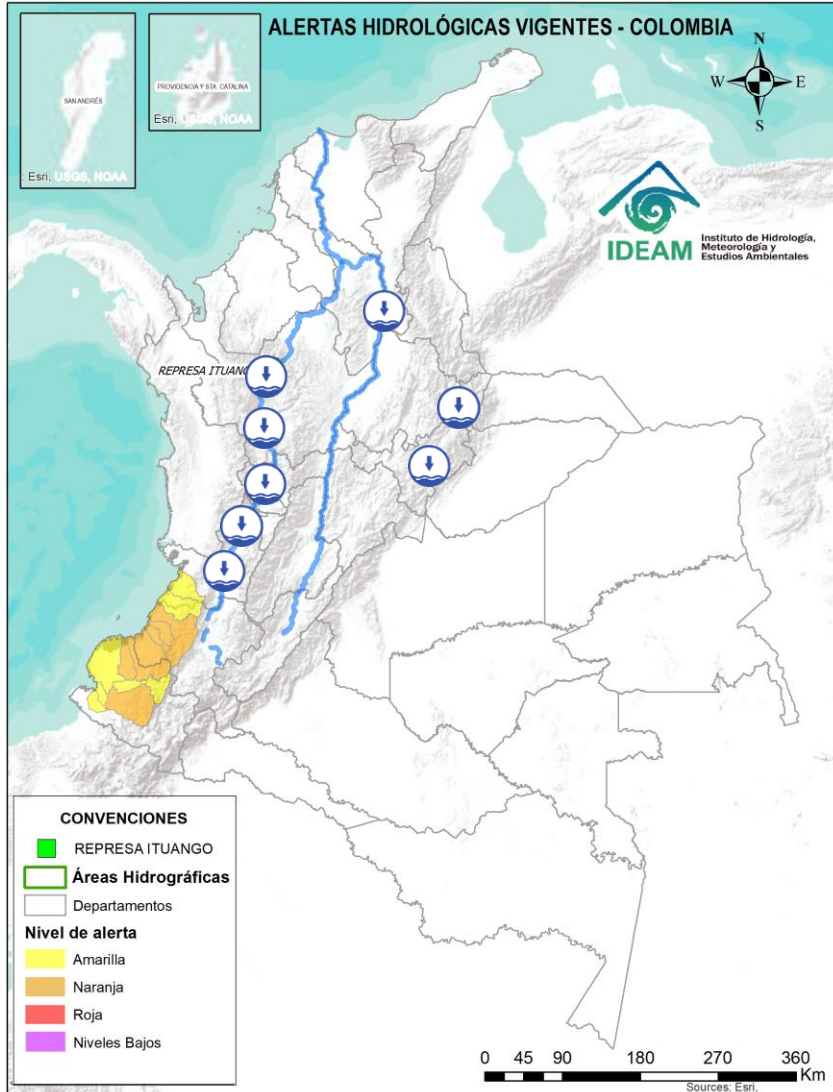 ALERTAS HIDROLÓGICAS VIGENTES - COLOMBIA
SAN ANDRÉS
: Esri, USGS, NOAA
PROVIDENCIA Y STA. CATALINA
Esri, USGS, NOAA
N
W
E
S
IDEAM
Instituto de Hidrología,
Meteorología y
Estudios Ambientales
REPRESA ITUANGO
CONVENCIONES
REPRESA ITUANGO
Áreas Hidrográficas
Departamentos
Nivel de alerta
Amarilla
Naranja
Roja
Niveles Bajos
0 45 90 180 270 360
Km
Sources: Esri,